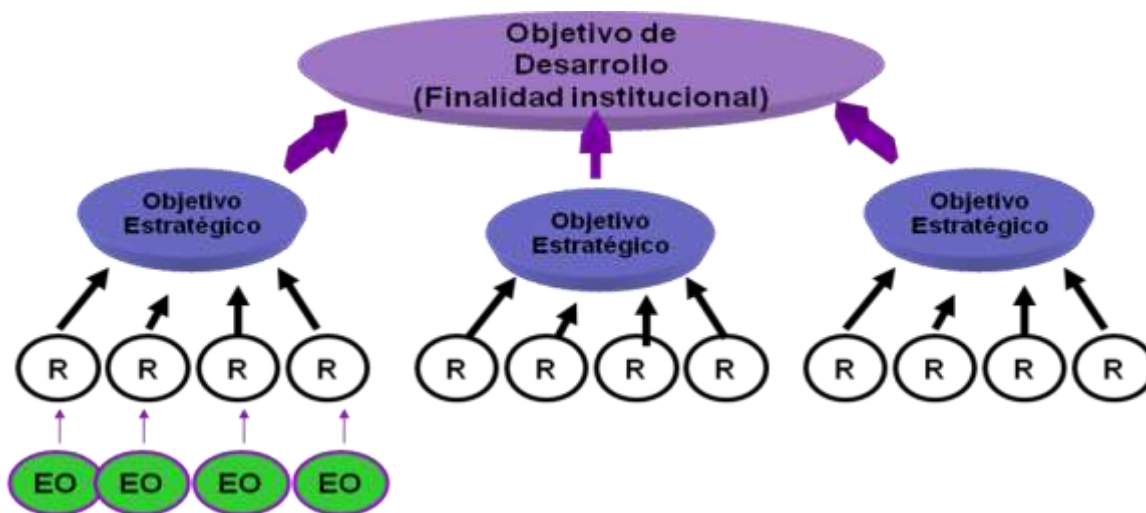 Objetivo de
Desarrollo
(Finalidad institucional)
Objetivo
Estratégico
Objetivo
Estratégico
Objetivo
Estratégico
R R R R
R R R R
R R R R
EO EO EO EO